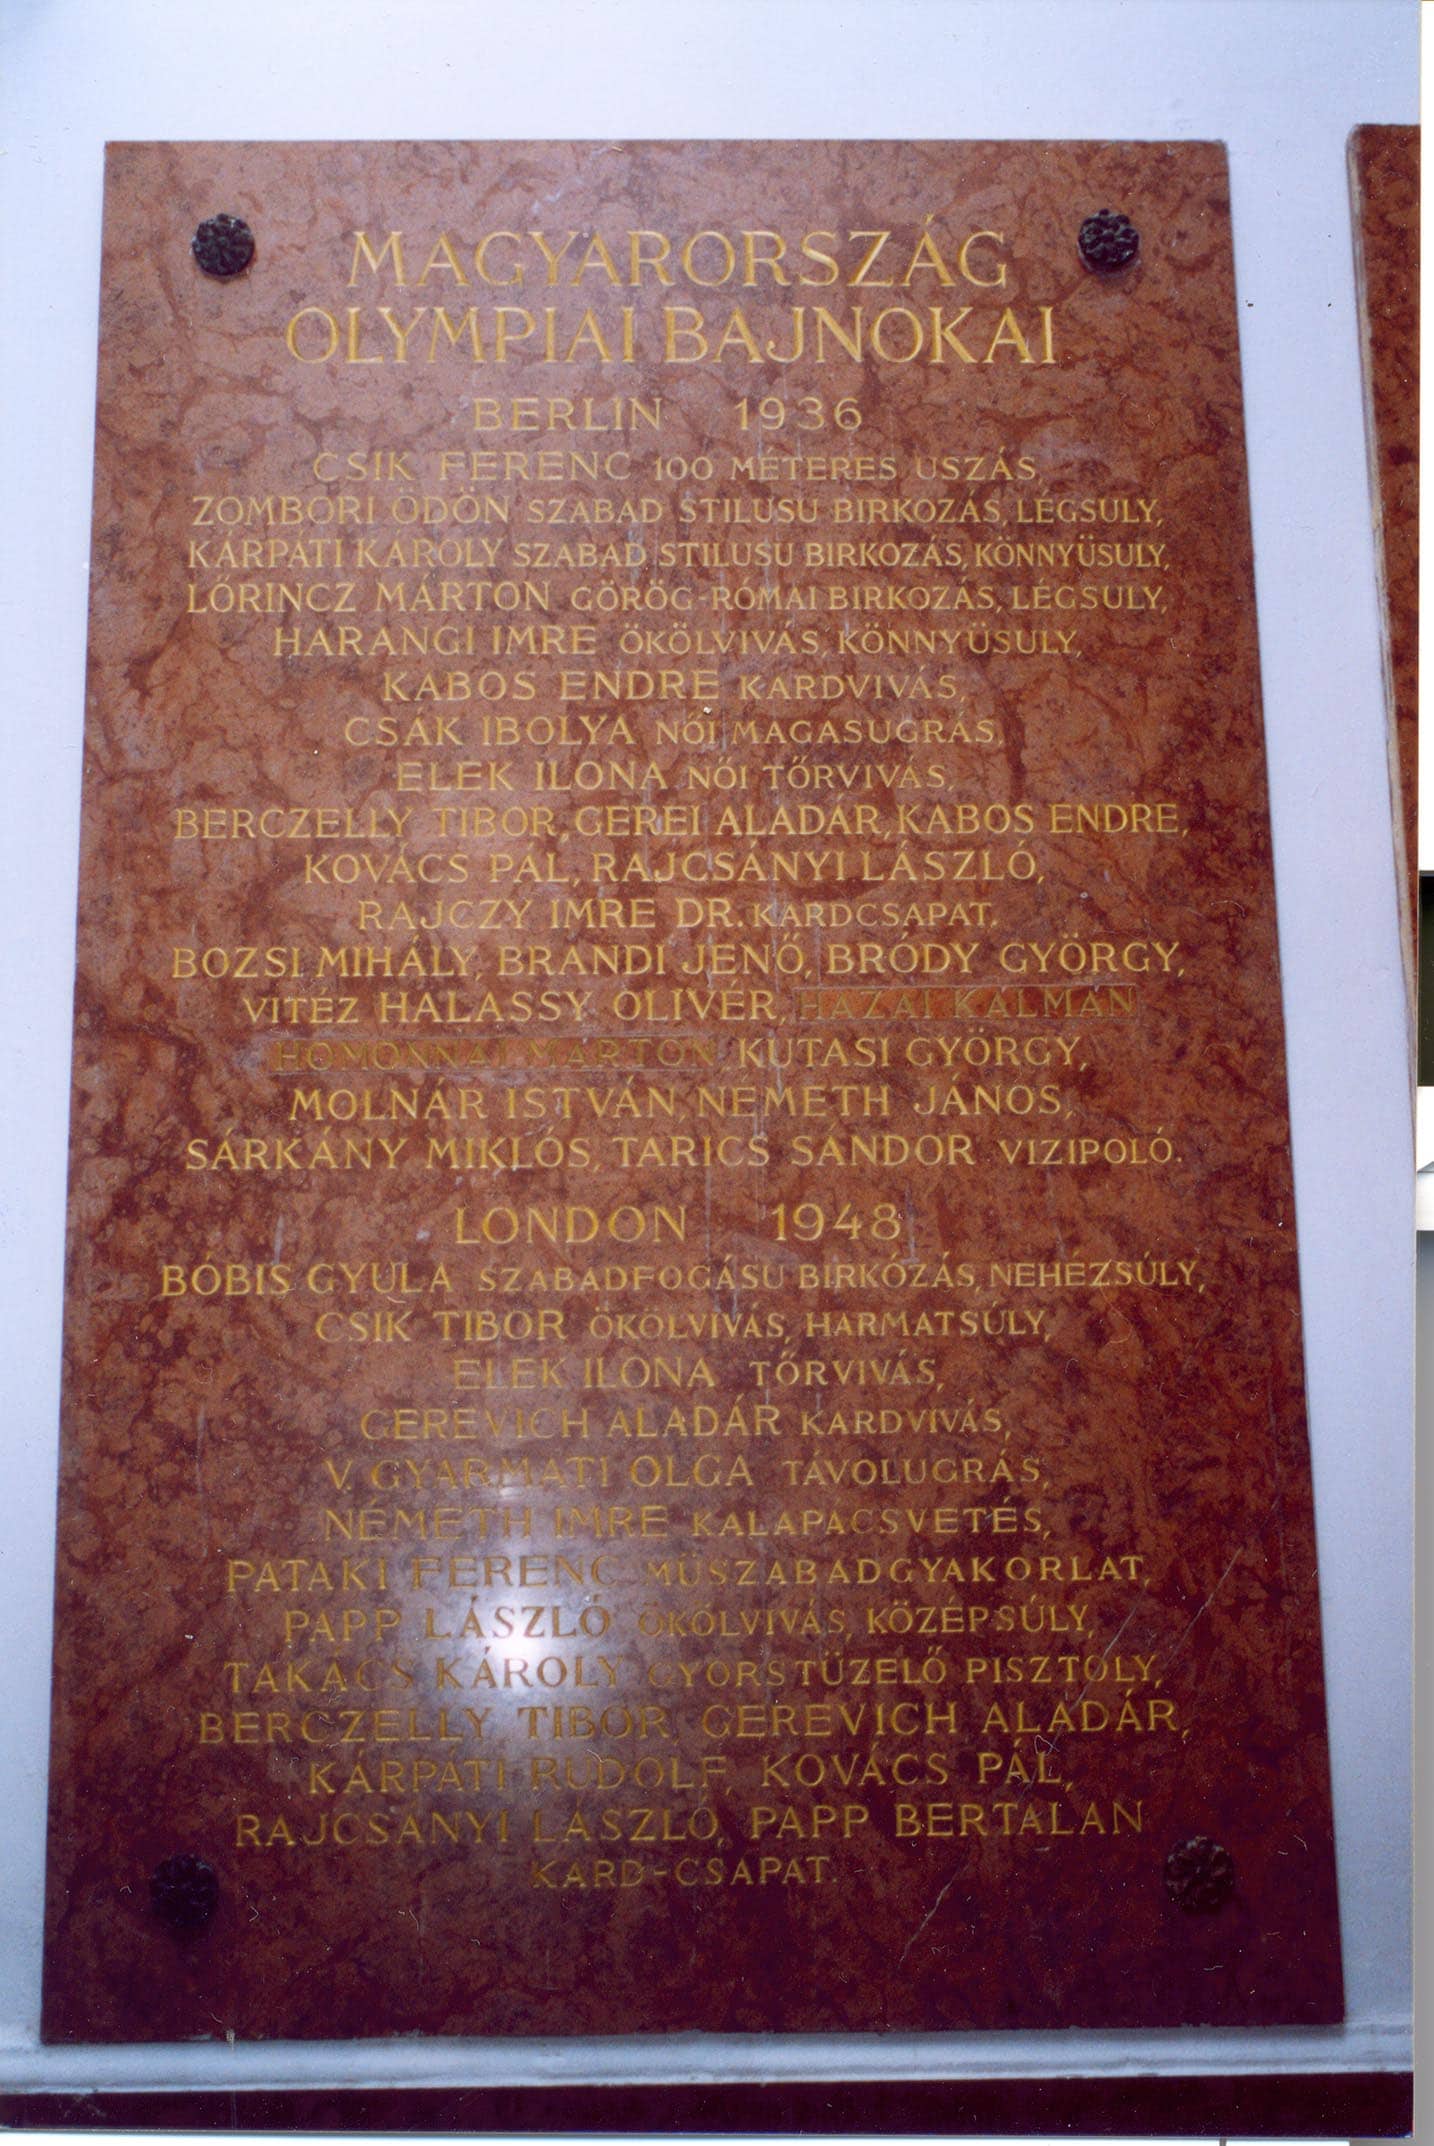 MAGYARORSZÁG
OLYMPIAI BAJNOKAI
BERLIN 1936
CSIK FERENC 100 MÉTERES USZÁS,
ZOMBORI ÖDÖN SZABAD STILUSU BIRKOZÁS, LÉGSULY,
KÁRPÁTI KÁROLY SZABAD STILUSU BIRKOZÁS, KÖNNYÜSULY,
LŐRINCZ MÁRTON GÖRÖG-RÓMAI BIRKOZÁS, LÉGSULY,
HARANGI IMRE ÖKÖLVIVÁS, KÖNNYÜSULY,
KABOS ENDRE KARDVIVÁS,
CSÁK IBOLYA NŐI MAGASUGRÁS,
ELEK ILONA NŐI TŐRVIVÁS,
BERCZELLY TIBOR, GEREI ALADÁR, KABOS ENDRE,
KOVÁCS PÁL, RAJCSÁNYI LÁSZLÓ,
RAJCZY IMRE DR. KARDCSAPAT.
BOZSI MIHÁLY, BRANDI JENŐ, BRÓDY GYÖRGY,
VITÉZ HALASSY OLIVÉR, HAZAI KÁLMÁN
HOMONNAI MÁRTON, KUTASI GYÖRGY,
MOLNÁR ISTVÁN, NÉMETH JÁNOS,
SÁRKÁNY MIKLÓS, TARICS SÁNDOR VIZIPOLÓ.
LONDON 1948
BÓBIS GYULA SZABADFOGÁSU BIRKÓZÁS, NEHÉZSÚLY,
CSIK TIBOR ÖKÖLVIVÁS, HARMATSÚLY,
ELEK ILONA TŐRVIVÁS,
GEREVICH ALADÁR KARDVIVÁS,
V. GYARMATI OLGA TÁVOLUGRÁS,
NÉMETH IMRE KALAPÁCSVETÉS,
PATAKI FERENC MÜSZABADGYAKORLAT,
PAPP LÁSZLÓ ÖKÖLVIVÁS, KÖZÉPSÚLY,
TAKÁCS KÁROLY GYORSTÜZELŐ PISZTOLY,
BERCZELLY TIBOR, GEREVICH ALADÁR,
KÁRPÁTI RUDOLF, KOVÁCS PÁL,
RAJCSÁNYI LÁSZLÓ, PAPP BERTALAN
KARD-CSAPAT.